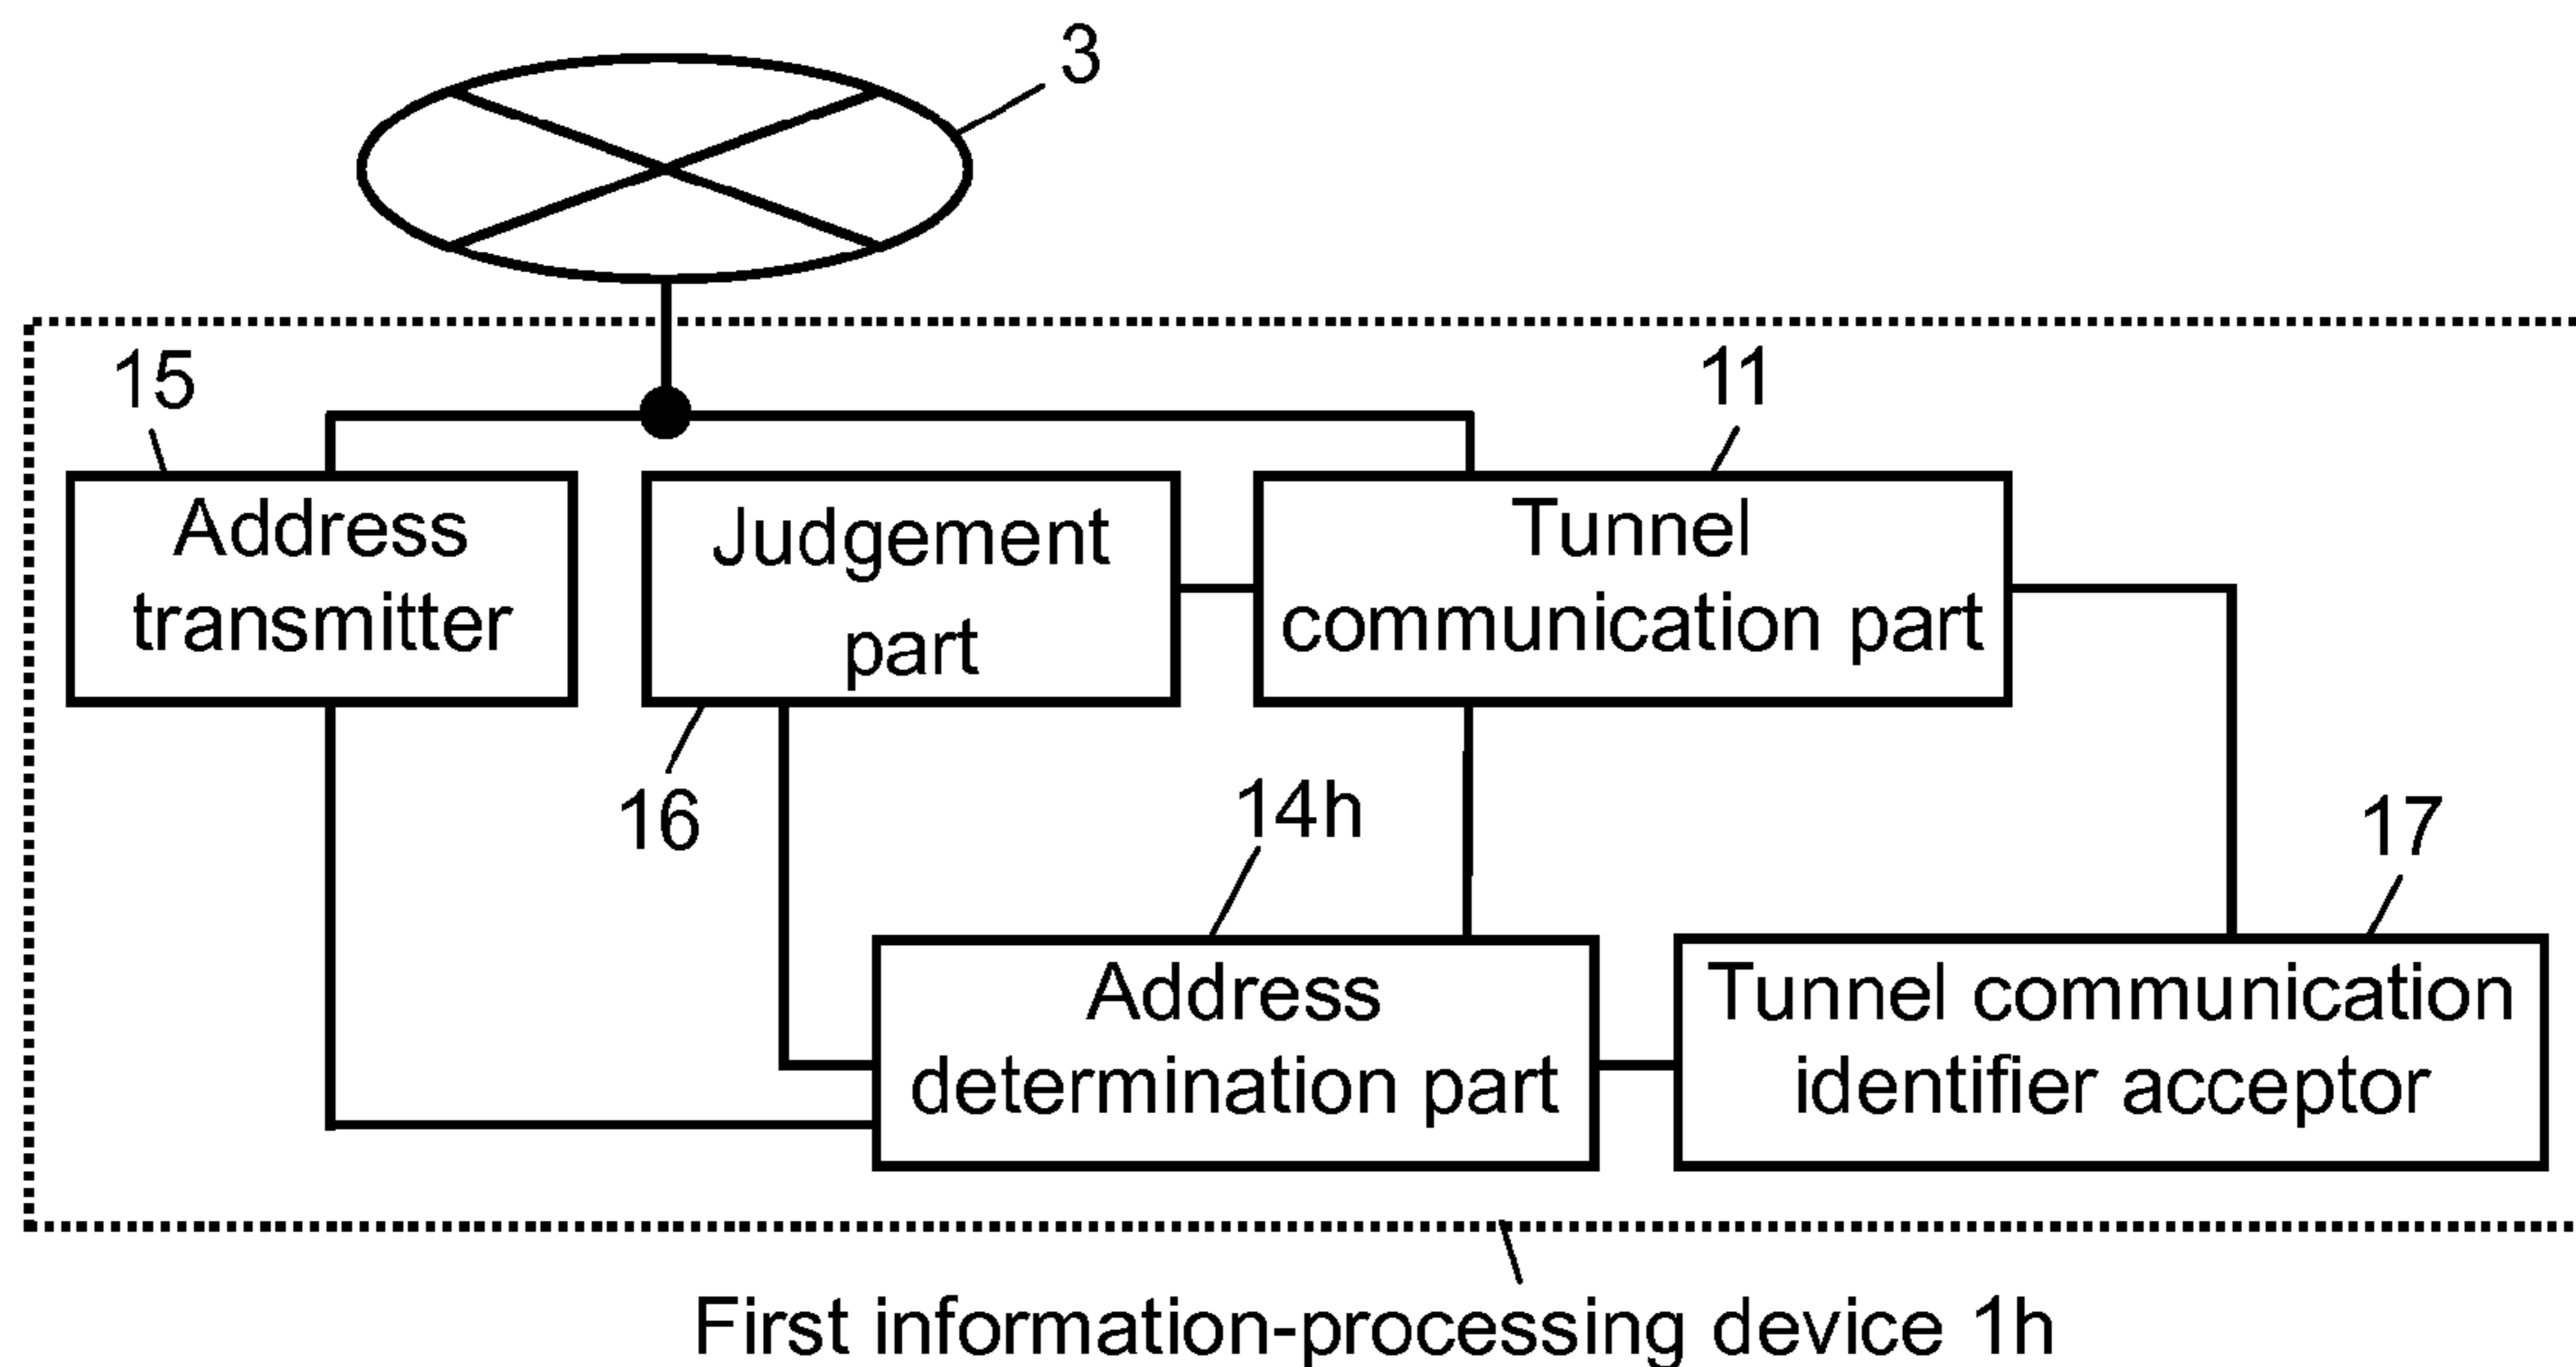 3
15
11
Address
transmitter
Judgement
part
Tunnel
communication part
16
14h
17
Address
determination part
Tunnel communication
identifier acceptor
First information-processing device 1h